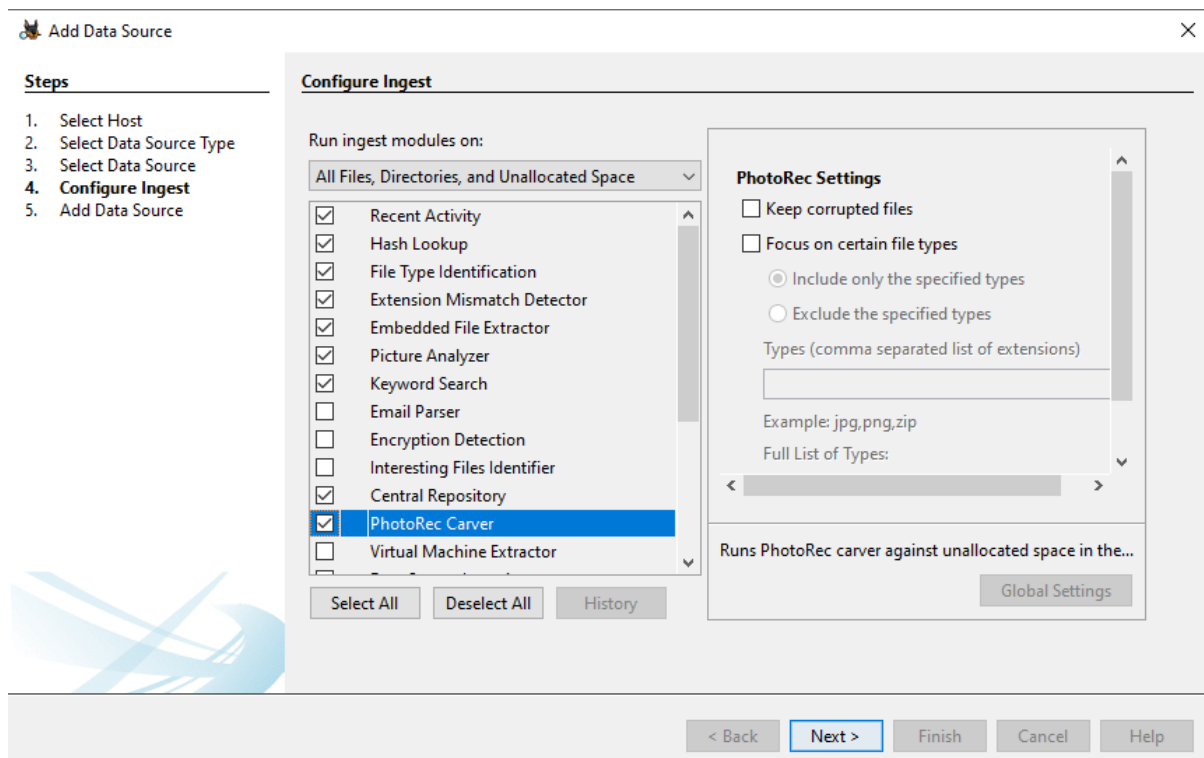 Add Data Source
Steps
1. Select Host
2. Select Data Source Type
3. Select Data Source
4. Configure Ingest
5. Add Data Source
Configure Ingest
Run ingest modules on:
All Files, Directories, and Unallocated Space
Recent Activity
Hash Lookup
File Type Identification
Extension Mismatch Detector
Embedded File Extractor
Picture Analyzer
Keyword Search
Email Parser
Encryption Detection
Interesting Files Identifier
Central Repository
PhotoRec Carver
Virtual Machine Extractor
Select All Deselect All History
PhotoRec Settings
Keep corrupted files
Focus on certain file types
Include only the specified types
Exclude the specified types
Types (comma separated list of extensions)
Example: jpg,png,zip
Full List of Types:
Runs PhotoRec carver against unallocated space in the...
Global Settings
< Back Next > Finish Cancel Help